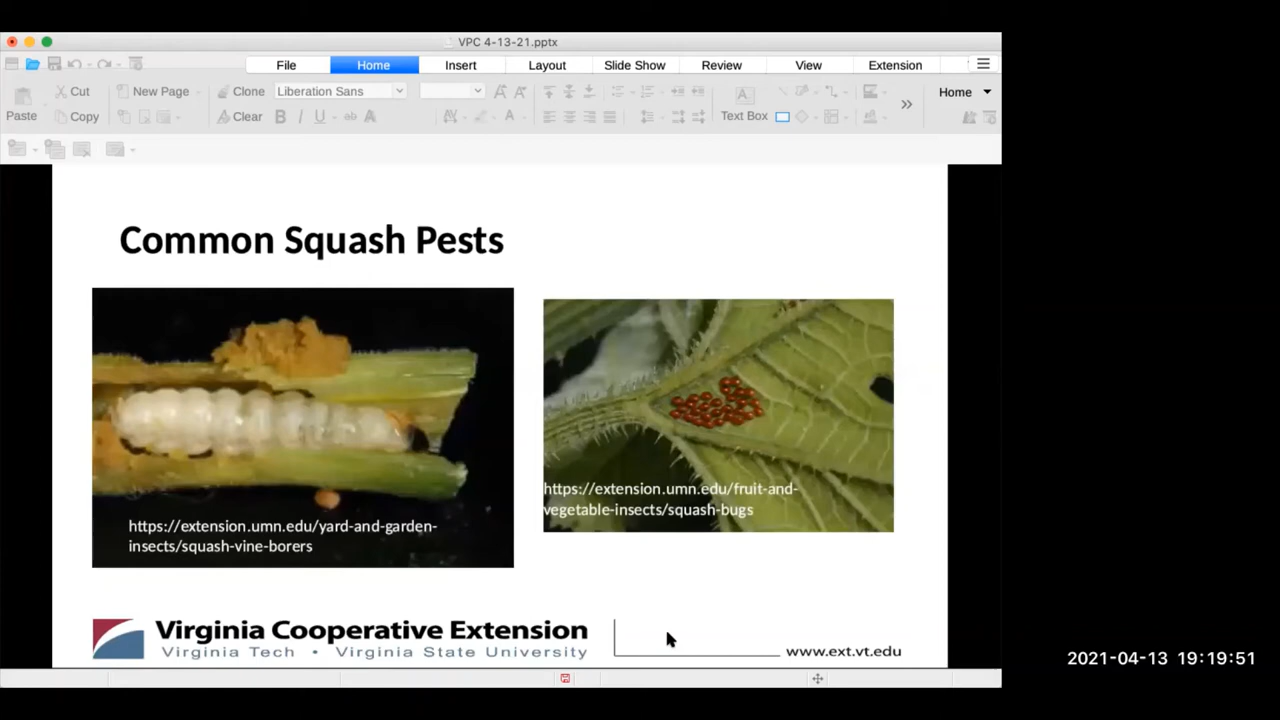 VPC 4-13-21.pptx
File Home Insert Layout Slide Show Review View Extension
Cut New Page Clone Liberation Sans Home
Paste Copy Clear B I U ab A A Text Box
Common Squash Pests
https://extension.umn.edu/yard-and-garden-
insects/squash-vine-borers
https://extension.umn.edu/fruit-and-
vegetable-insects/squash-bugs
Virginia Cooperative Extension
Virginia Tech • Virginia State University
www.ext.vt.edu
2021-04-13 19:19:51